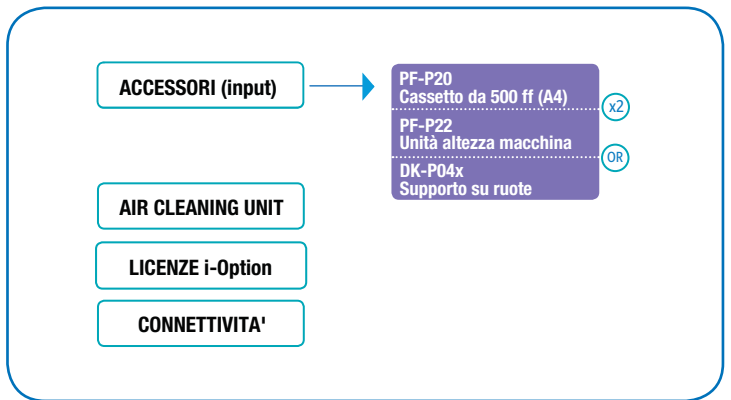 ACCESSORI (input)
PF-P20
Cassetto da 500 ff (A4)
x2
PF-P22
Unità altezza macchina
OR
DK-P04x
Supporto su ruote
AIR CLEANING UNIT
LICENZE i-Option
CONNETTIVITA'